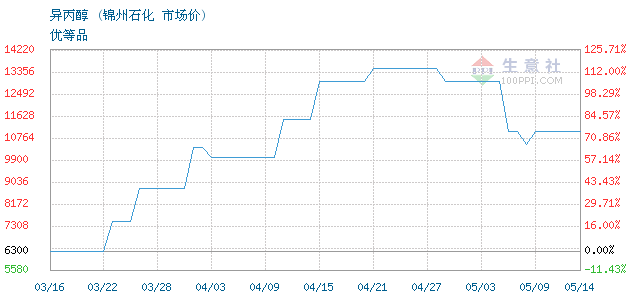 异丙醇 (锦州石化 市场价)
优等品
14220 125.71%
13356 112.00%
12492 98.29%
11628 84.57%
10764 70.86%
9900 57.14%
9036 43.43%
8172 29.71%
7308 16.00%
6300 0.00%
5580 -11.43%
03/16 03/22 03/28 04/03 04/09 04/15 04/21 04/27 05/03 05/09 05/14
生意社
100PPI.COM